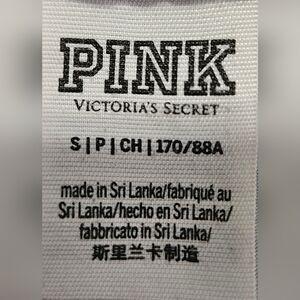 PINK
VICTORIA'S SECRET
S | P | CH | 170/88A
made in Sri Lanka/fabriqué au
Sri Lanka/hecho en Sri Lanka/
fabbricato in Sri Lanka/
斯里兰卡制造